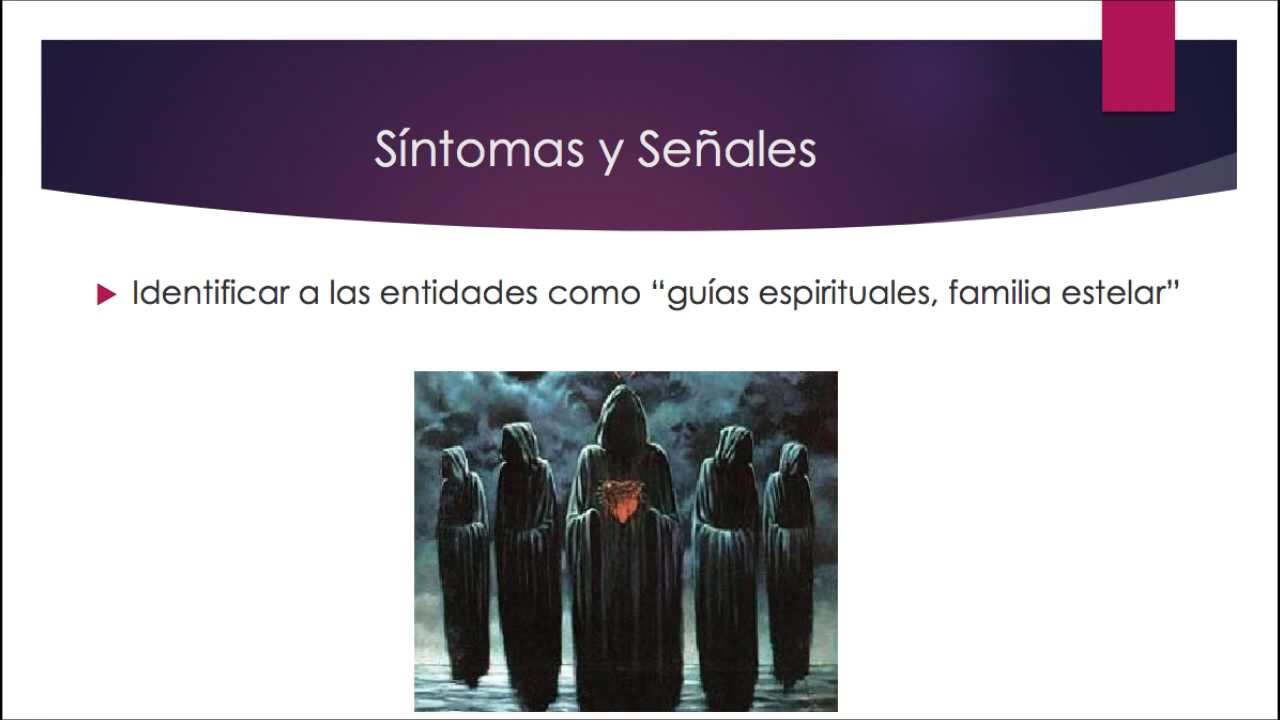 Síntomas y Señales
Identificar a las entidades como “guías espirituales, familia estelar”